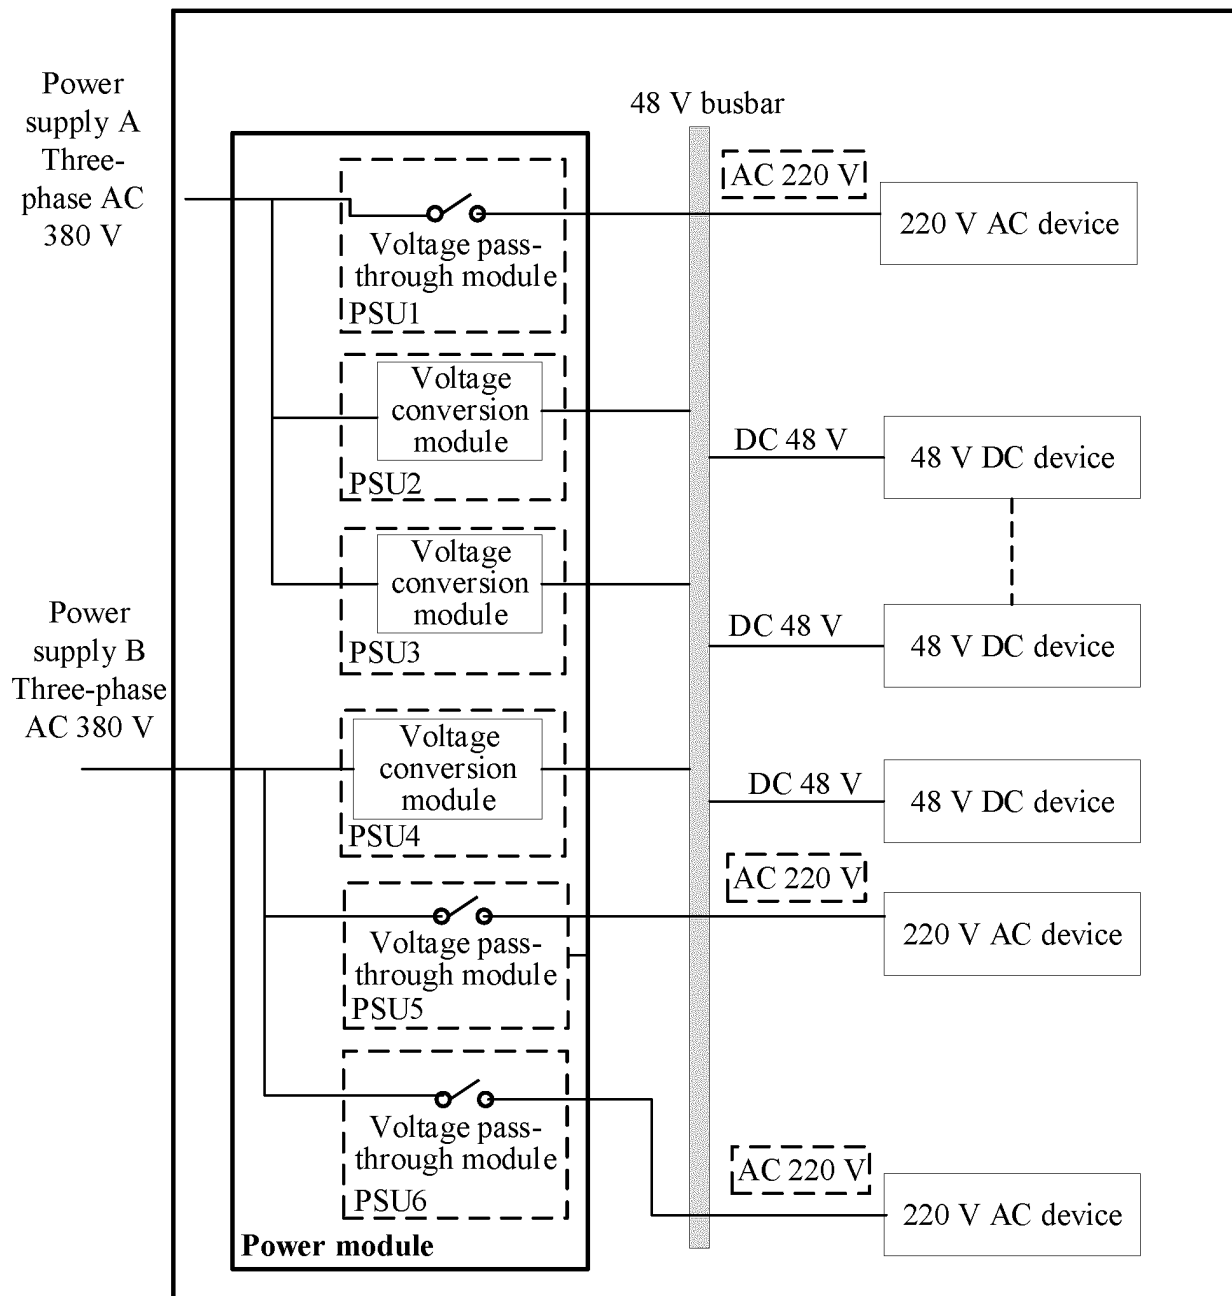 Power
supply A
Three-
phase AC
380 V
48 V busbar
AC 220 V
220 V AC device
Voltage pass-
through module
PSU1
Voltage
conversion
module
PSU2
DC 48 V
48 V DC device
Voltage
conversion
module
PSU3
DC 48 V
48 V DC device
Power
supply B
Three-phase
AC 380 V
Voltage
conversion
module
PSU4
DC 48 V
48 V DC device
AC 220 V
220 V AC device
Voltage pass-
through module
PSU5
Voltage pass-
through module
PSU6
AC 220 V
220 V AC device
Power module